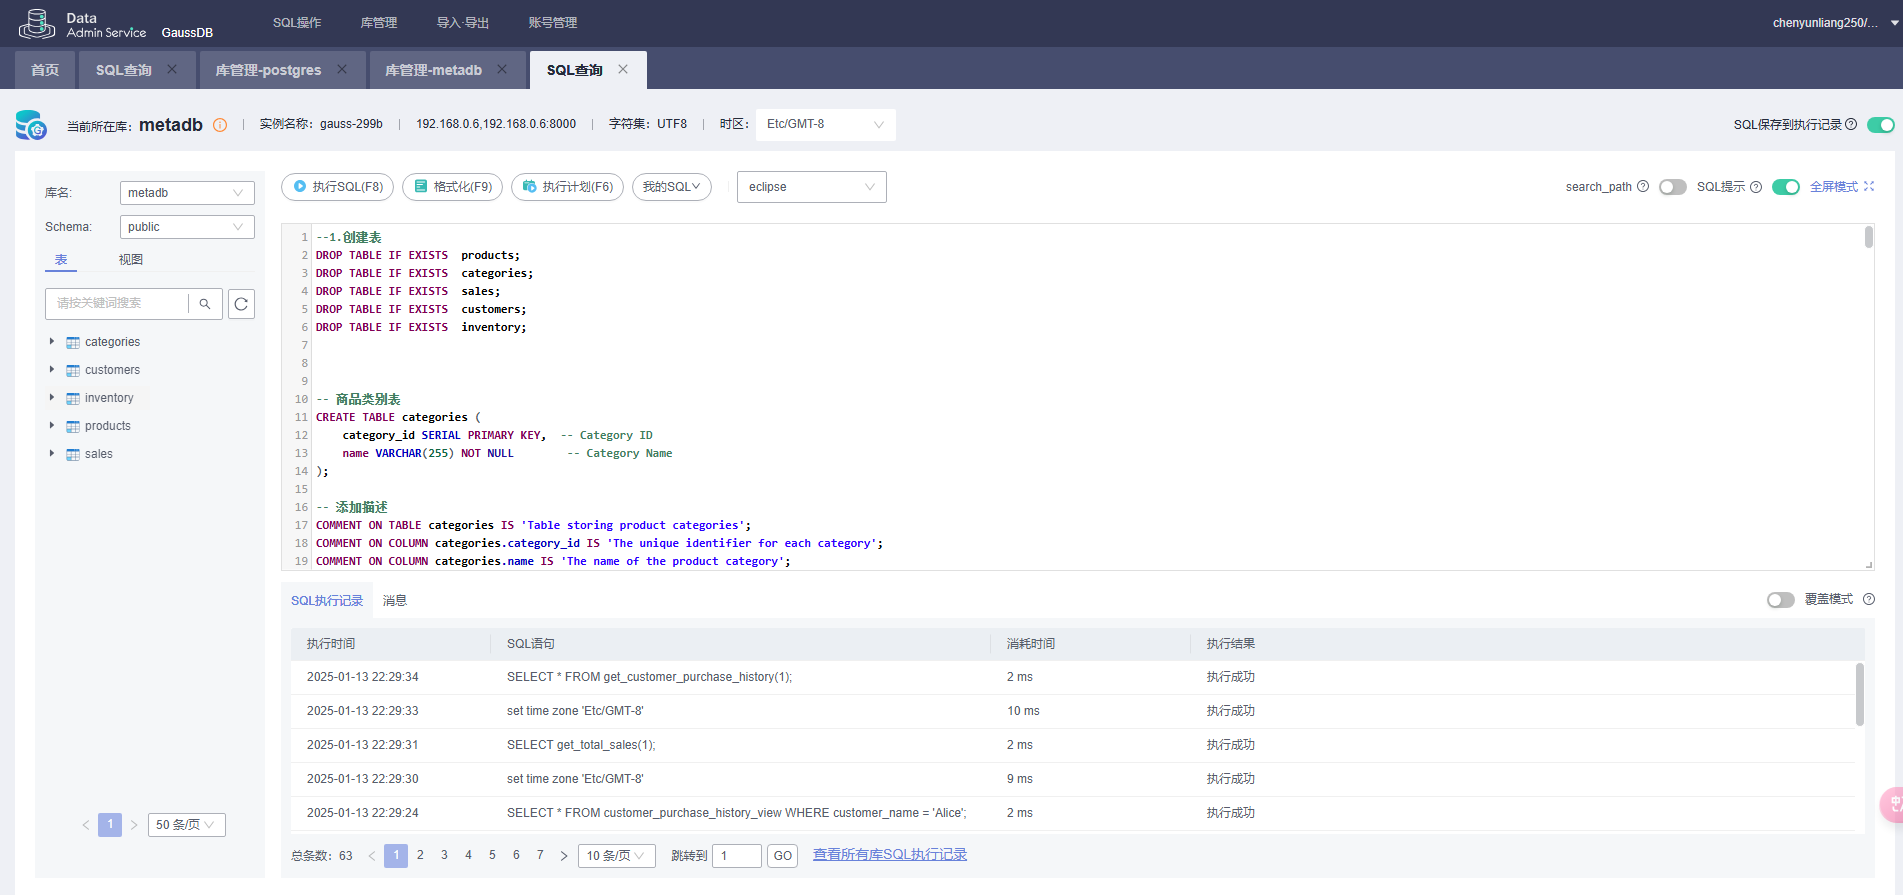 Data Admin Service GaussDB SQL操作 库管理 导入·导出 账号管理 chenyunliang250/...
首页 SQL查询 库管理-postgres 库管理-metadb SQL查询
当前所在库: metadb 实例名称: gauss-299b | 192.168.0.6,192.168.0.6:8000 | 字符集: UTF8 | 时区: Etc/GMT-8 SQL保存到执行记录
库名: metadb
Schema: public
表 视图
请按关键词搜索
categories
customers
inventory
products
sales
1 50 条/页
执行SQL(F8) 格式化(F9) 执行计划(F6) 我的SQL eclipse search_path SQL提示 全屏模式
1 --1.创建表
2 DROP TABLE IF EXISTS  products;
3 DROP TABLE IF EXISTS  categories;
4 DROP TABLE IF EXISTS  sales;
5 DROP TABLE IF EXISTS  customers;
6 DROP TABLE IF EXISTS  inventory;
7
8
9
10 -- 商品类别表
11 CREATE TABLE categories (
12     category_id SERIAL PRIMARY KEY,  -- Category ID
13     name VARCHAR(255) NOT NULL        -- Category Name
14 );
15
16 -- 添加描述
17 COMMENT ON TABLE categories IS 'Table storing product categories';
18 COMMENT ON COLUMN categories.category_id IS 'The unique identifier for each category';
19 COMMENT ON COLUMN categories.name IS 'The name of the product category';
SQL执行记录 消息 覆盖模式
执行时间 SQL语句 消耗时间 执行结果
2025-01-13 22:29:34 SELECT * FROM get_customer_purchase_history(1); 2 ms 执行成功
2025-01-13 22:29:33 set time zone 'Etc/GMT-8' 10 ms 执行成功
2025-01-13 22:29:31 SELECT get_total_sales(1); 2 ms 执行成功
2025-01-13 22:29:30 set time zone 'Etc/GMT-8' 9 ms 执行成功
2025-01-13 22:29:24 SELECT * FROM customer_purchase_history_view WHERE customer_name = 'Alice'; 2 ms 执行成功
总条数: 63 1 2 3 4 5 6 7 10 条/页 跳转到 1 GO 查看所有库SQL执行记录